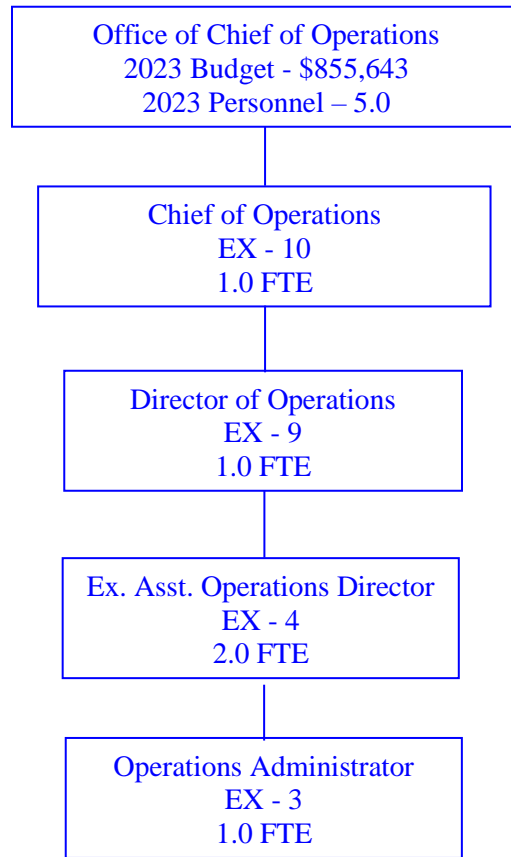 Office of Chief of Operations
2023 Budget - $855,643
2023 Personnel – 5.0
Chief of Operations
EX - 10
1.0 FTE
Director of Operations
EX - 9
1.0 FTE
Ex. Asst. Operations Director
EX - 4
2.0 FTE
Operations Administrator
EX - 3
1.0 FTE